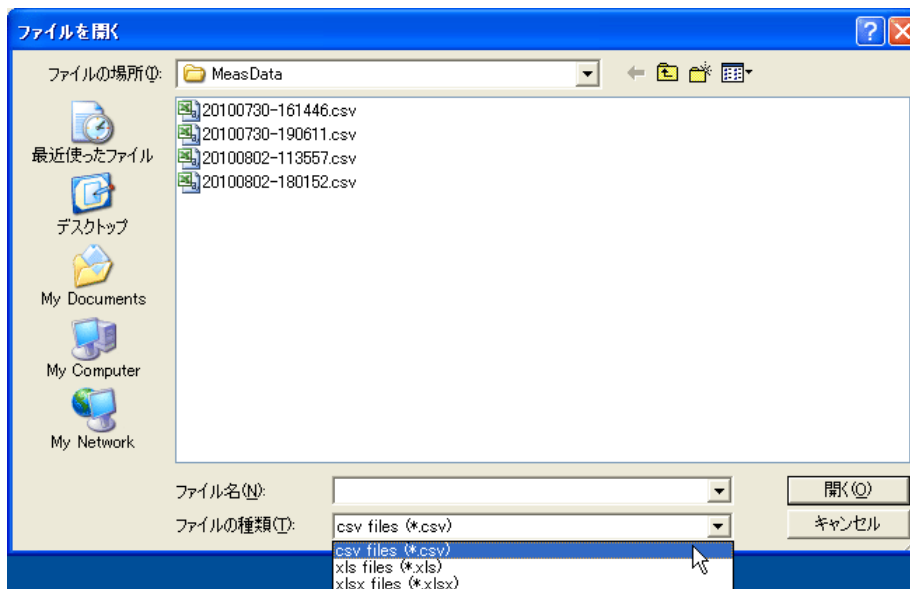 ファイルを開く
ファイルの場所(I):
MeasData
最近使ったファイル
デスクトップ
My Documents
My Computer
My Network
20100730-161446.csv
20100730-190611.csv
20100802-113557.csv
20100802-180152.csv
ファイル名(N):
開く(O)
ファイルの種類(T):
csv files (*.csv)
キャンセル
csv files (*.csv)
xls files (*.xls)
xlsx files (*.xlsx)